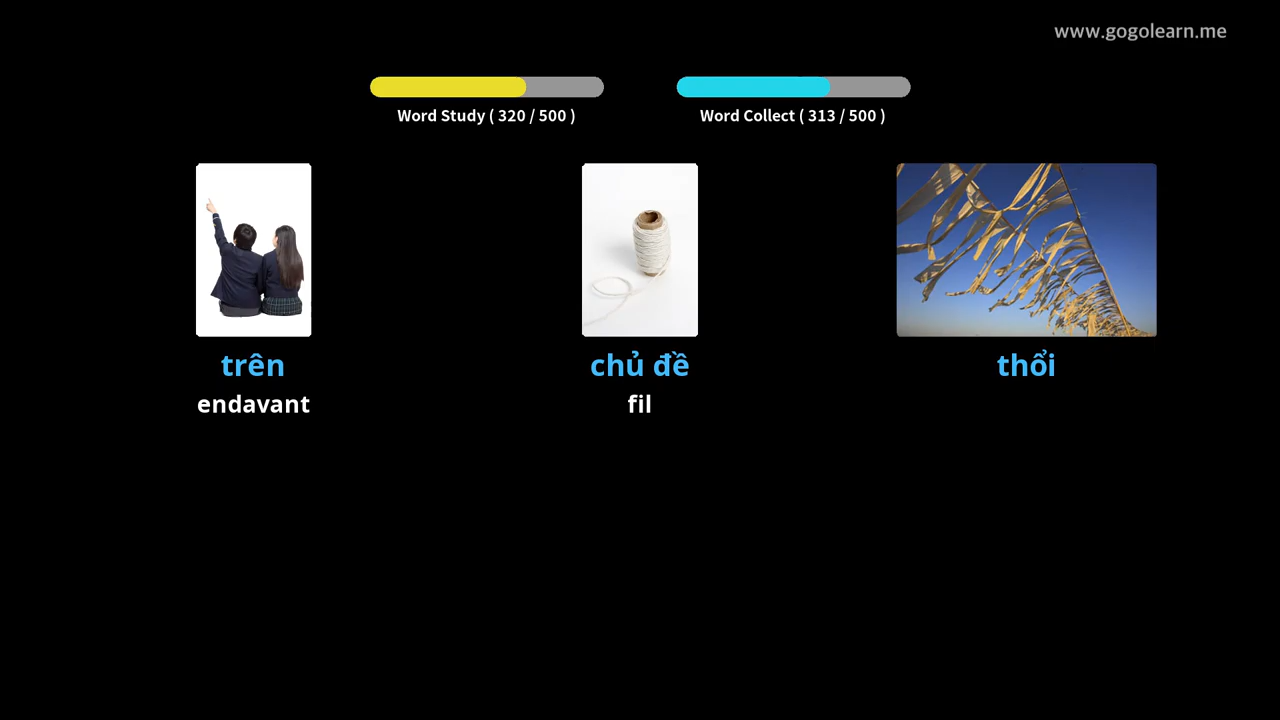 www.gogolearn.me
Word Study ( 320 / 500 )
Word Collect ( 313 / 500 )
trên
endavant
chủ đề
fil
thổi